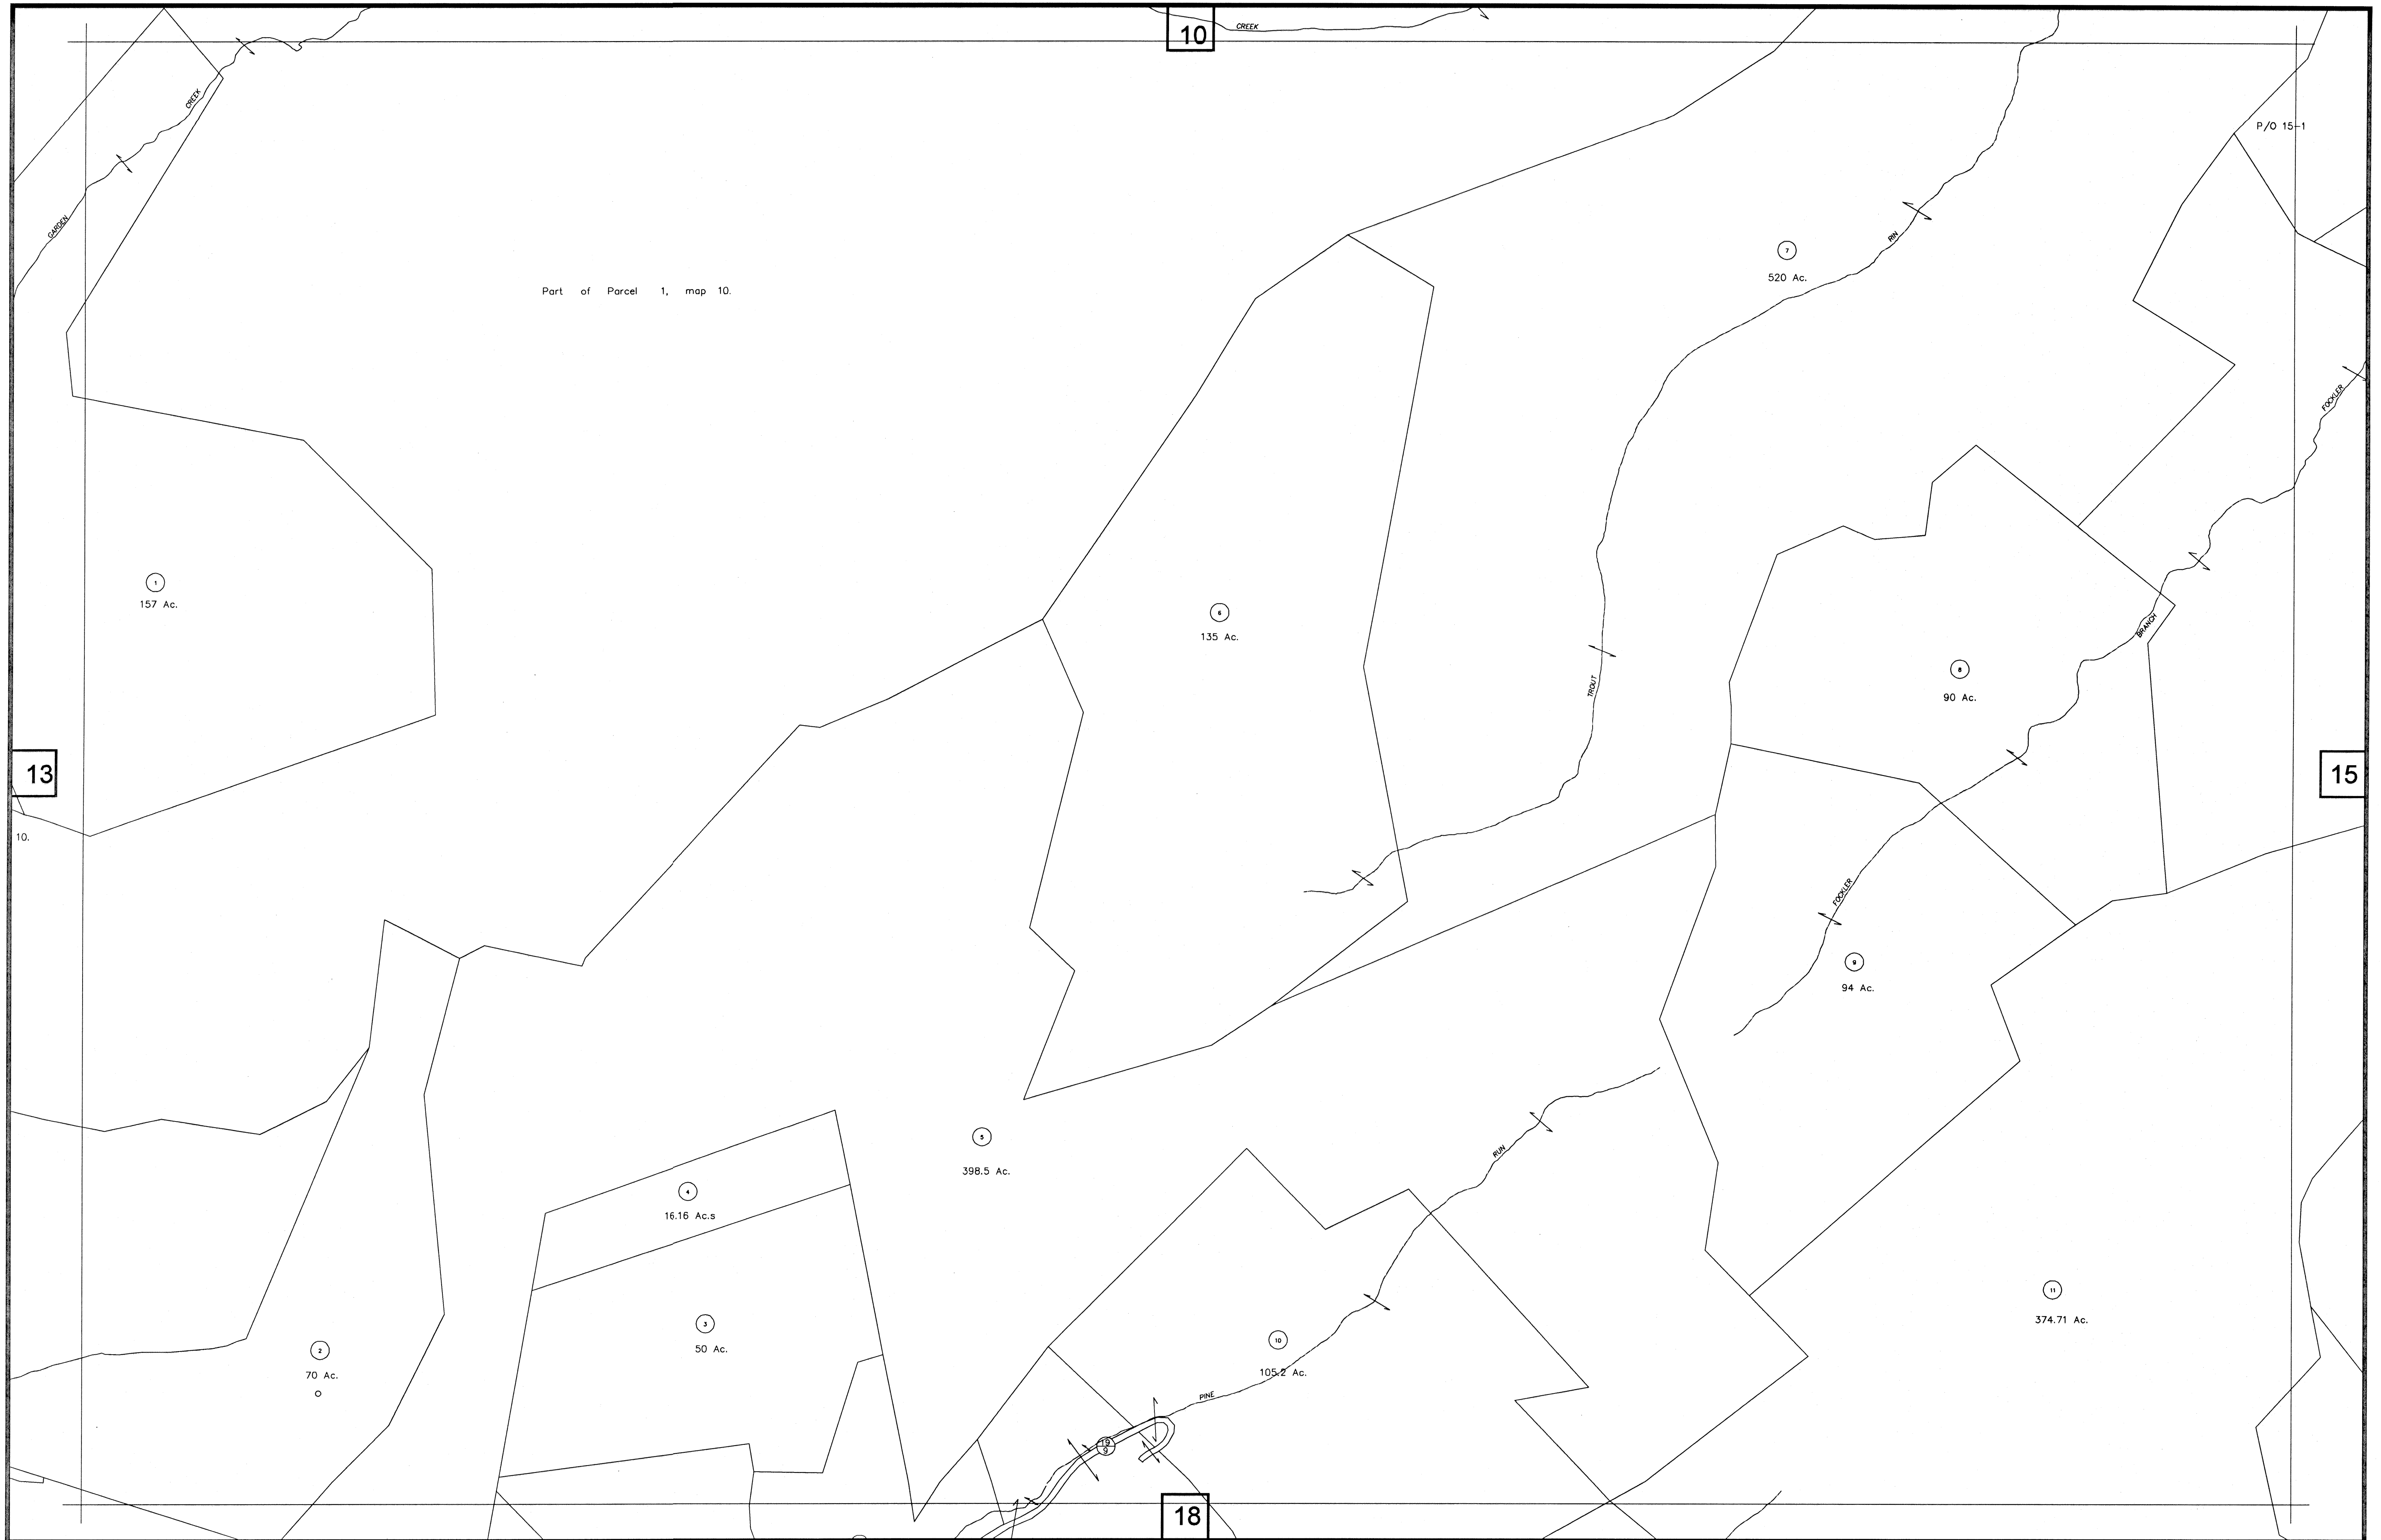 10
CREEK
CREEK
GARDEN
P/O 15-1
Part of Parcel 1, map 10.
7
520 Ac.
RIN
FOCKLER
1
157 Ac.
6
135 Ac.
TROUT
BRANCH
8
90 Ac.
13
15
10.
FOCKLER
9
94 Ac.
5
398.5 Ac.
RUN
4
16.16 Ac.s
3
50 Ac.
2
70 Ac.
10
105.2 Ac.
PINE
11
374.71 Ac.
19
9
18